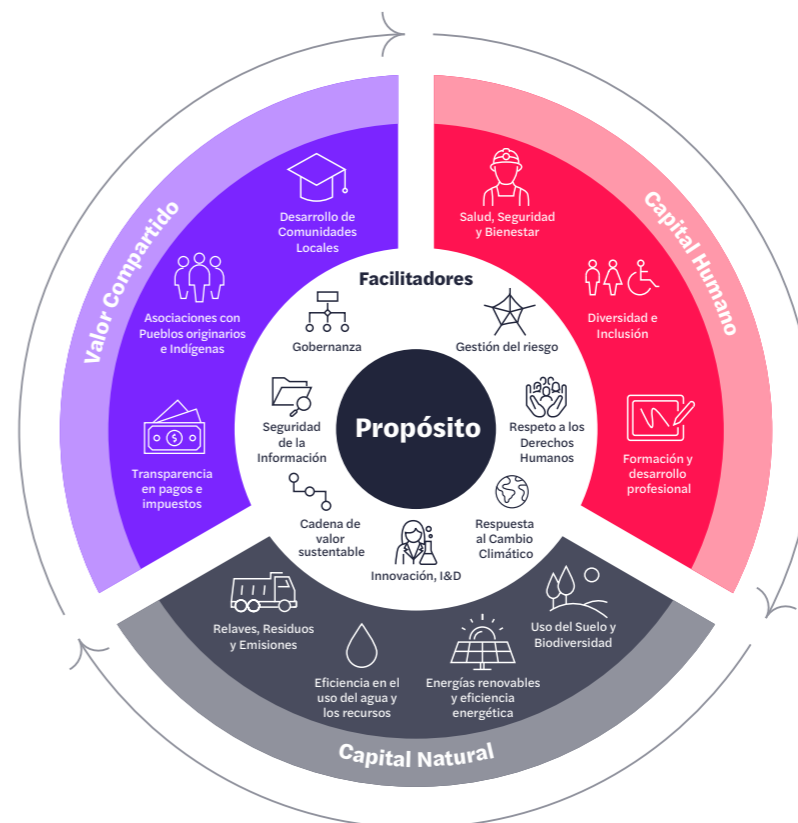 Valor Compartido
Desarrollo de
Comunidades
Locales
Asociaciones con
Pueblos originarios
e Indígenas
Transparencia
en pagos e
impuestos
Capital Humano
Salud, Seguridad
y Bienestar
Diversidad e
Inclusión
Formación y
desarrollo
profesional
Facilitadores
Gobernanza
Gestión del riesgo
Seguridad
de la
Información
Propósito
Respeto a los
Derechos
Humanos
Cadena de
valor
sustentable
Innovación, I&D
Respuesta
al Cambio
Climático
Relaves, Residuos
y Emisiones
Eficiencia en el
uso del agua y
los recursos
Energías renovables
y eficiencia
energética
Uso del Suelo y
Biodiversidad
Capital Natural